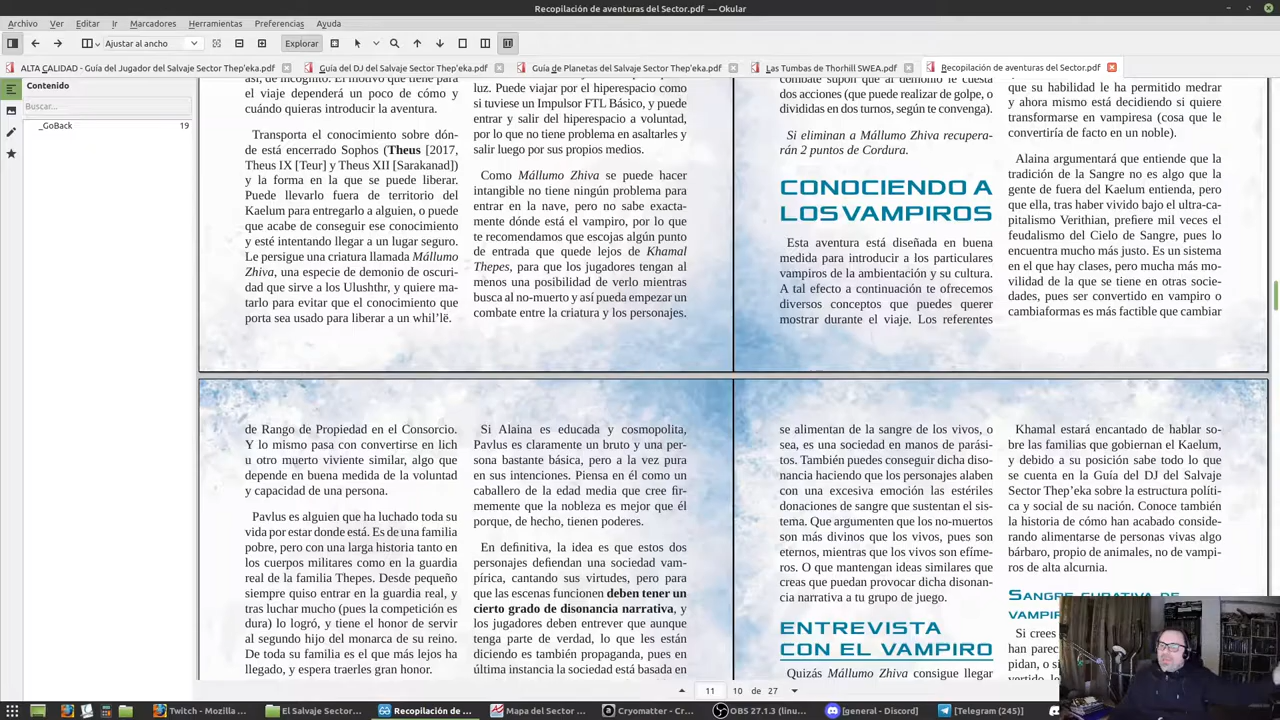 Recopilación de aventuras del Sector.pdf — Okular
Archivo Ver Editar Ir Marcadores Herramientas Preferencias Ayuda
Ajustar al ancho
Explorar
ALTA CALIDAD - Guía del Jugador del Salvaje Sector Thep'eka.pdf
Guía del DJ del Salvaje Sector Thep'eka.pdf
Guía de Planetas del Salvaje Sector Thep'eka.pdf
Las Tumbas de Thorhill SWEA.pdf
Recopilación de aventuras del Sector.pdf
Contenido
Buscar...
_GoBack 19
así, de incógnito. El motivo que tiene para
el viaje dependerá un poco de cómo y
cuándo quieras introducir la aventura.
Transporta el conocimiento sobre dón-
de está encerrado Sophos (Theus [2017,
Theus IX [Teur] y Theus XII [Sarakanad])
y la forma en la que se puede liberar.
Puede llevarlo fuera de territorio del
Kaelum para entregarlo a alguien, o puede
que acabe de conseguir ese conocimiento
y esté intentando llegar a un lugar seguro.
Le persigue una criatura llamada Mállumo
Zhiva, una especie de demonio de oscuri-
dad que sirve a los Ulushthr, y quiere ma-
tarlo para evitar que el conocimiento que
porta sea usado para liberar a un whil'lë.
luz. Puede viajar por el hiperespacio como
si tuviese un Impulsor FTL Básico, y puede
entrar y salir del hiperespacio a voluntad,
por lo que no tiene problema en asaltarles y
salir luego por sus propios medios.
Como Mállumo Zhiva se puede hacer
intangible no tiene ningún problema para
entrar en la nave, pero no sabe exacta-
mente dónde está el vampiro, por lo que
te recomendamos que escojas algún punto
de entrada que quede lejos de Khamal
Thepes, para que los jugadores tengan al
menos una posibilidad de verlo mientras
busca al no-muerto y así pueda empezar un
combate entre la criatura y los personajes.
combate supón que al demonio le cuesta
dos acciones (que puede realizar de golpe, o
divididas en dos turnos, según te convenga).
Si eliminan a Mállumo Zhiva recupera-
rán 2 puntos de Cordura.
CONOCIENDO A
LOS VAMPIROS
Esta aventura está diseñada en buena
medida para introducir a los particulares
vampiros de la ambientación y su cultura.
A tal efecto a continuación te ofrecemos
diversos conceptos que puedes querer
mostrar durante el viaje. Los referentes
que su habilidad le ha permitido medrar
y ahora mismo está decidiendo si quiere
transformarse en vampiresa (cosa que le
convertiría de facto en un noble).
Alaina argumentará que entiende que la
tradición de la Sangre no es algo que la
gente de fuera del Kaelum entienda, pero
que ella, tras haber vivido bajo el ultra-ca-
pitalismo Verithian, prefiere mil veces el
feudalismo del Cielo de Sangre, pues lo
encuentra mucho más justo. Es un sistema
en el que hay clases, pero mucha más mo-
vilidad de la que se tiene en otras socie-
dades, pues ser convertido en vampiro o
cambiaformas es más factible que cambiar
de Rango de Propiedad en el Consorcio.
Y lo mismo pasa con convertirse en lich
u otro muerto viviente similar, algo que
depende en buena medida de la voluntad
y capacidad de una persona.
Pavlus es alguien que ha luchado toda su
vida por estar donde está. Es de una familia
pobre, pero con una larga historia tanto en
los cuerpos militares como en la guardia
real de la familia Thepes. Desde pequeño
siempre quiso entrar en la guardia real, y
tras luchar mucho (pues la competición es
dura) lo logró, y tiene el honor de servir
al segundo hijo del monarca de su reino.
De toda su familia es el que más lejos ha
llegado, y espera traerles gran honor.
Si Alaina es educada y cosmopolita,
Pavlus es claramente un bruto y una per-
sona bastante básica, pero a la vez pura
en sus intenciones. Piensa en él como un
caballero de la edad media que cree fir-
memente que la nobleza es mejor que él
porque, de hecho, tienen poderes.
En definitiva, la idea es que estos dos
personajes defiendan una sociedad vam-
pírica, cantando sus virtudes, pero para
que las escenas funcionen deben tener un
cierto grado de disonancia narrativa, y
los jugadores deben entrever que aunque
tenga parte de verdad, lo que les están
diciendo es también propaganda, pues en
última instancia la sociedad está basada en
se alimentan de la sangre de los vivos, o
sea, es una sociedad en manos de parási-
tos. También puedes conseguir dicha diso-
nancia haciendo que los personajes alaben
con una excesiva emoción las estériles
donaciones de sangre que sustentan el sis-
tema. Que argumenten que los no-muertos
son más divinos que los vivos, pues son
eternos, mientras que los vivos son efíme-
ros. O que mantengan ideas similares que
creas que puedan provocar dicha disonan-
cia narrativa a tu grupo de juego.
ENTREVISTA
CON EL VAMPIRO
Quizás Mállumo Zhiva consigue llegar
Khamal estará encantado de hablar so-
bre las familias que gobiernan el Kaelum,
y debido a su posición sabe todo lo que
se cuenta en la Guía del DJ del Salvaje
Sector Thep'eka sobre la estructura políti-
ca y social de su nación. Conoce también
la historia de cómo han acabado conside-
rando alimentarse de personas vivas algo
bárbaro, propio de animales, no de vampi-
ros de alta alcurnia.
SANGRE CURATIVA DE
VAMPIR
Si crees
han parec
pidan, o si
11 10 de 27
Twitch - Mozilla ...
El Salvaje Sector...
Recopilación de ...
Mapa del Sector ...
Cryomatter - Cr...
OBS 27.1.3 (linu...
[general - Discord]
[Telegram (245)]